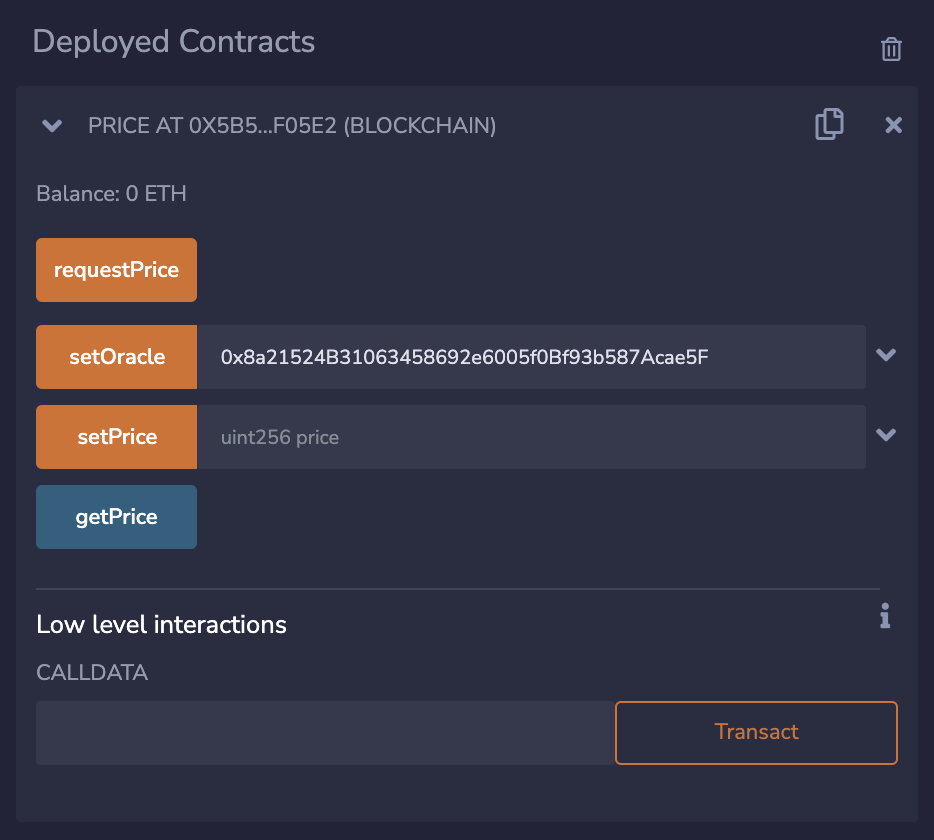 Deployed Contracts
PRICE AT 0X5B5...F05E2 (BLOCKCHAIN)
Balance: 0 ETH
requestPrice
setOracle 0x8a21524B31063458692e6005f0Bf93b587Acae5F
setPrice uint256 price
getPrice
Low level interactions
CALLDATA
Transact